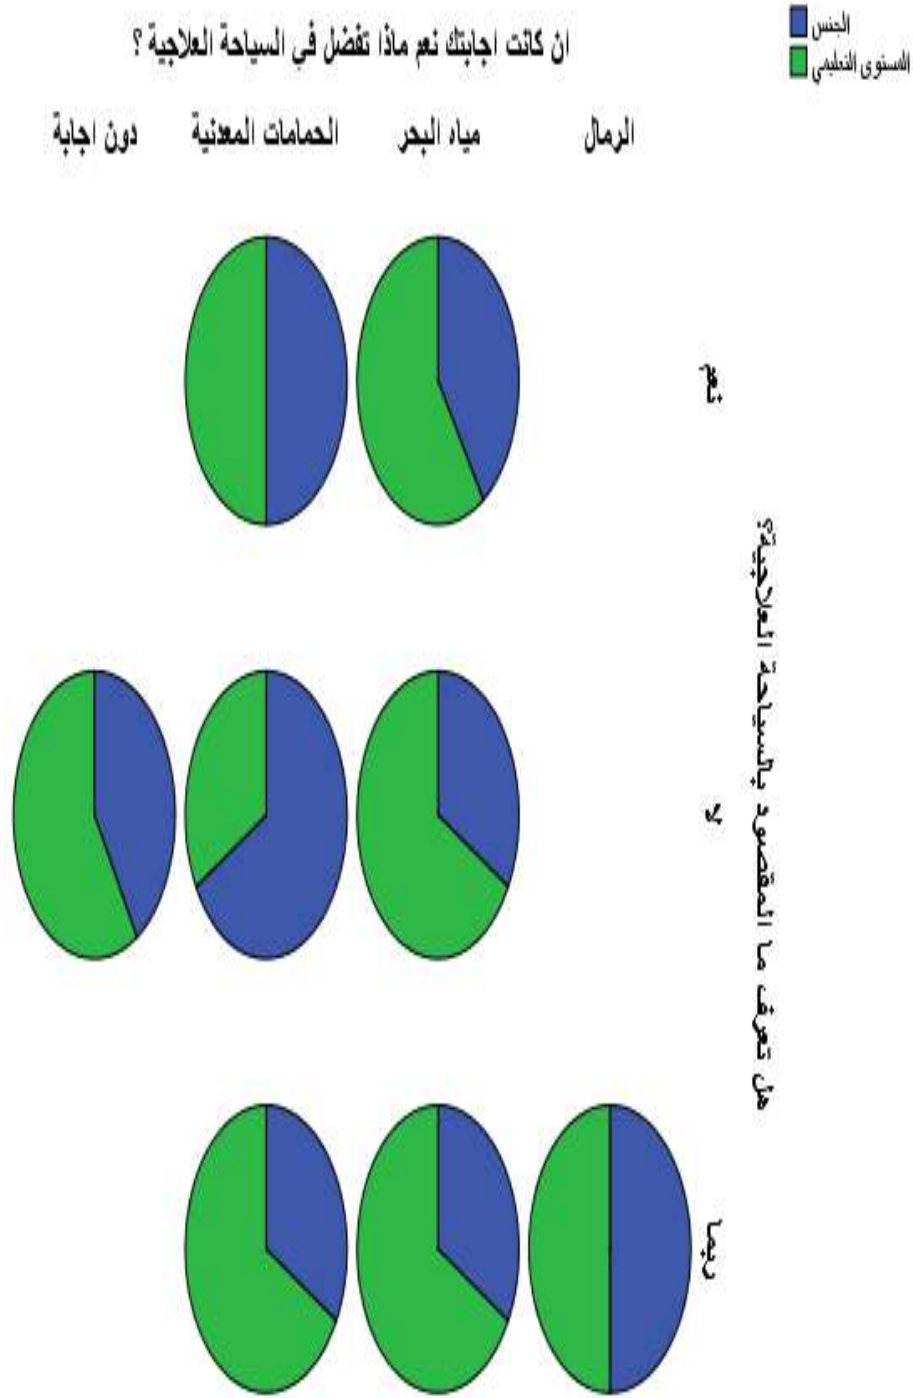 الجنس
المستوى التعليمي
ان كانت اجابتك نعم ماذا تفضل في السياحة العلاجية ؟
الرمال
مياه البحر
الحمامات المعدنية
دون اجابة
نعم
لا
ربما
هل تعرف ما المقصود بالسياحة العلاجية؟